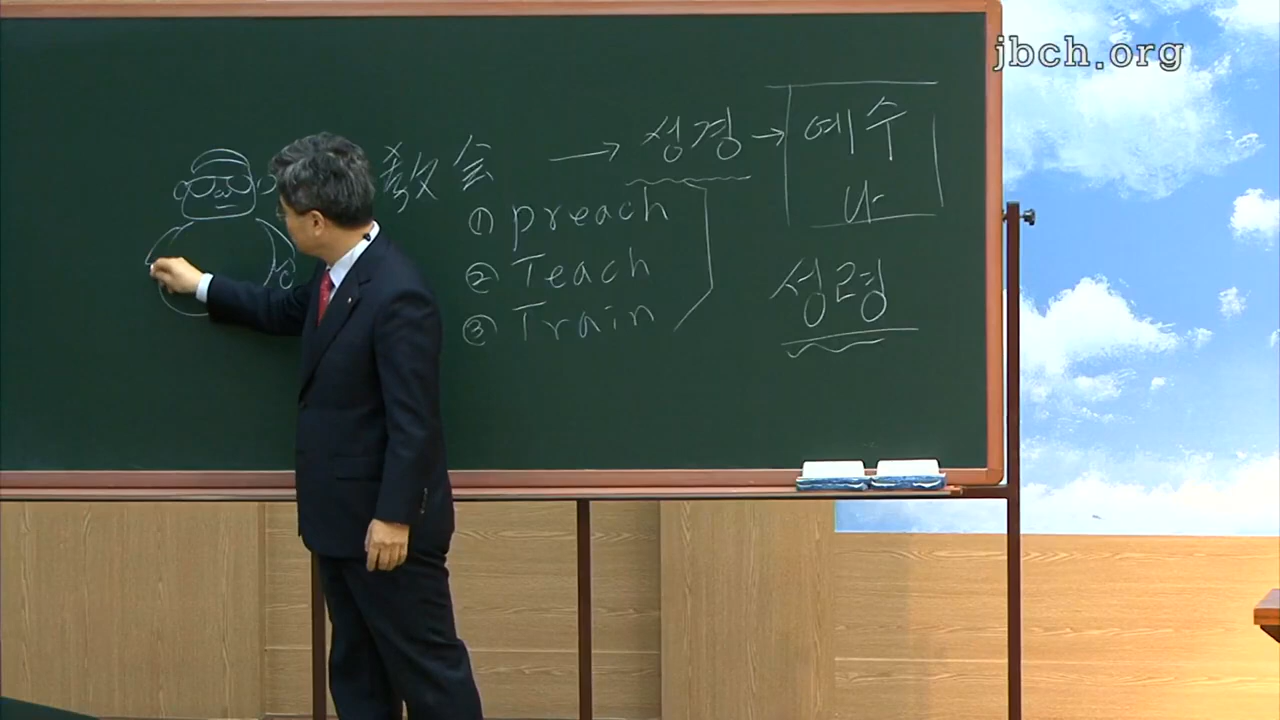 jbch.org
教会 → 성경 → 예수
나
① preach
② Teach
③ Train
성령